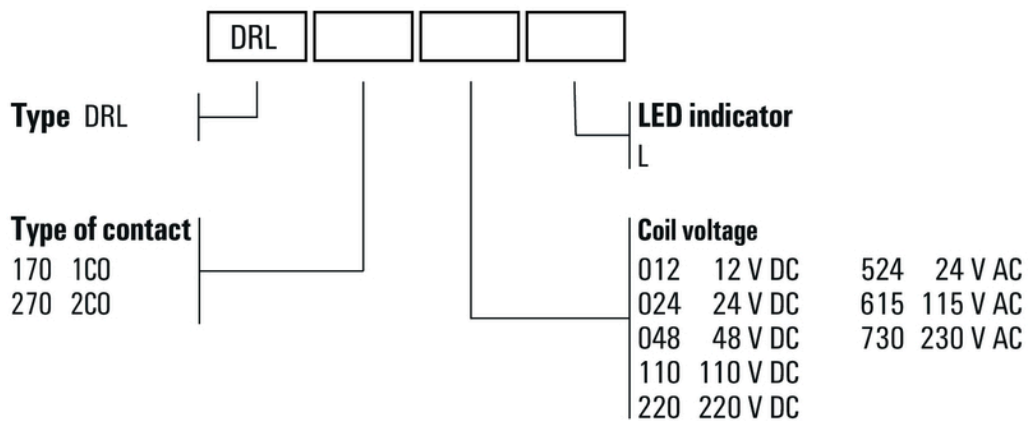 DRL
Type DRL
LED indicator
L
Type of contact
170 1CO
270 2CO
Coil voltage
012 12 V DC 524 24 V AC
024 24 V DC 615 115 V AC
048 48 V DC 730 230 V AC
110 110 V DC
220 220 V DC